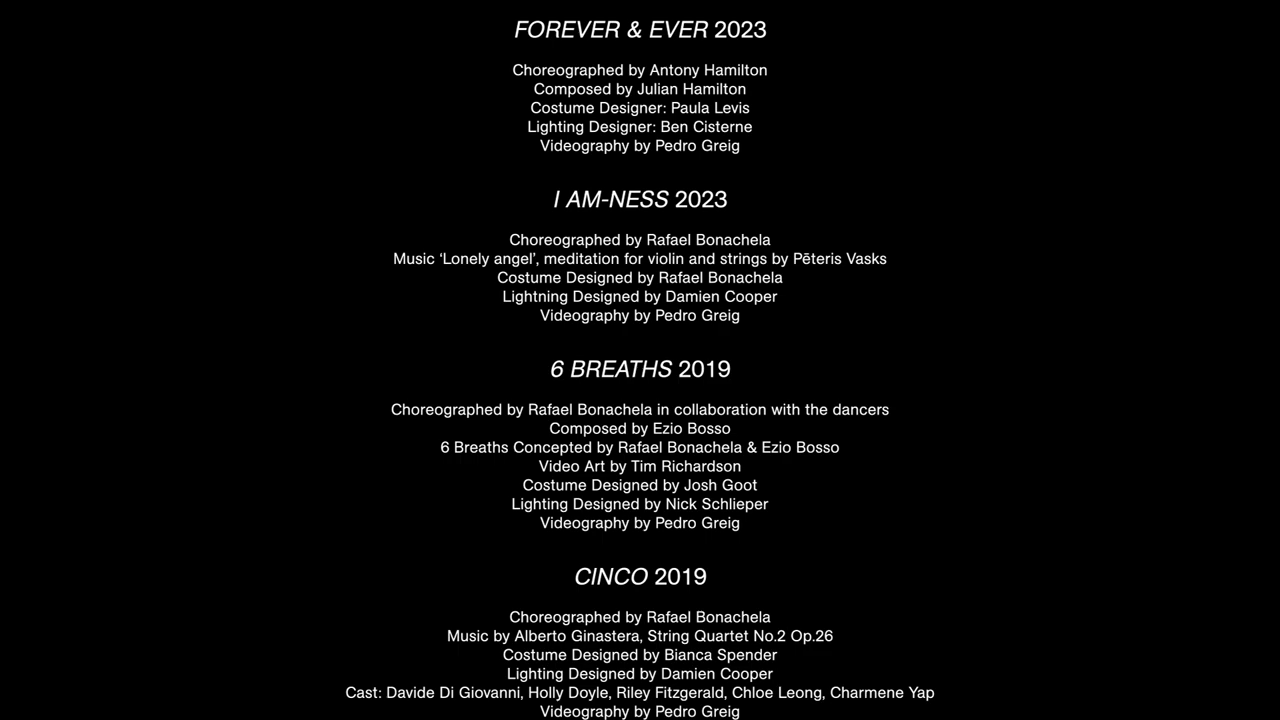 FOREVER & EVER 2023
Choreographed by Antony Hamilton
Composed by Julian Hamilton
Costume Designer: Paula Levis
Lighting Designer: Ben Cisterne
Videography by Pedro Greig
I AM-NESS 2023
Choreographed by Rafael Bonachela
Music ‘Lonely angel’, meditation for violin and strings by Pēteris Vasks
Costume Designed by Rafael Bonachela
Lightning Designed by Damien Cooper
Videography by Pedro Greig
6 BREATHS 2019
Choreographed by Rafael Bonachela in collaboration with the dancers
Composed by Ezio Bosso
6 Breaths Concepted by Rafael Bonachela & Ezio Bosso
Video Art by Tim Richardson
Costume Designed by Josh Goot
Lighting Designed by Nick Schlieper
Videography by Pedro Greig
CINCO 2019
Choreographed by Rafael Bonachela
Music by Alberto Ginastera, String Quartet No.2 Op.26
Costume Designed by Bianca Spender
Lighting Designed by Damien Cooper
Cast: Davide Di Giovanni, Holly Doyle, Riley Fitzgerald, Chloe Leong, Charmene Yap
Videography by Pedro Greig